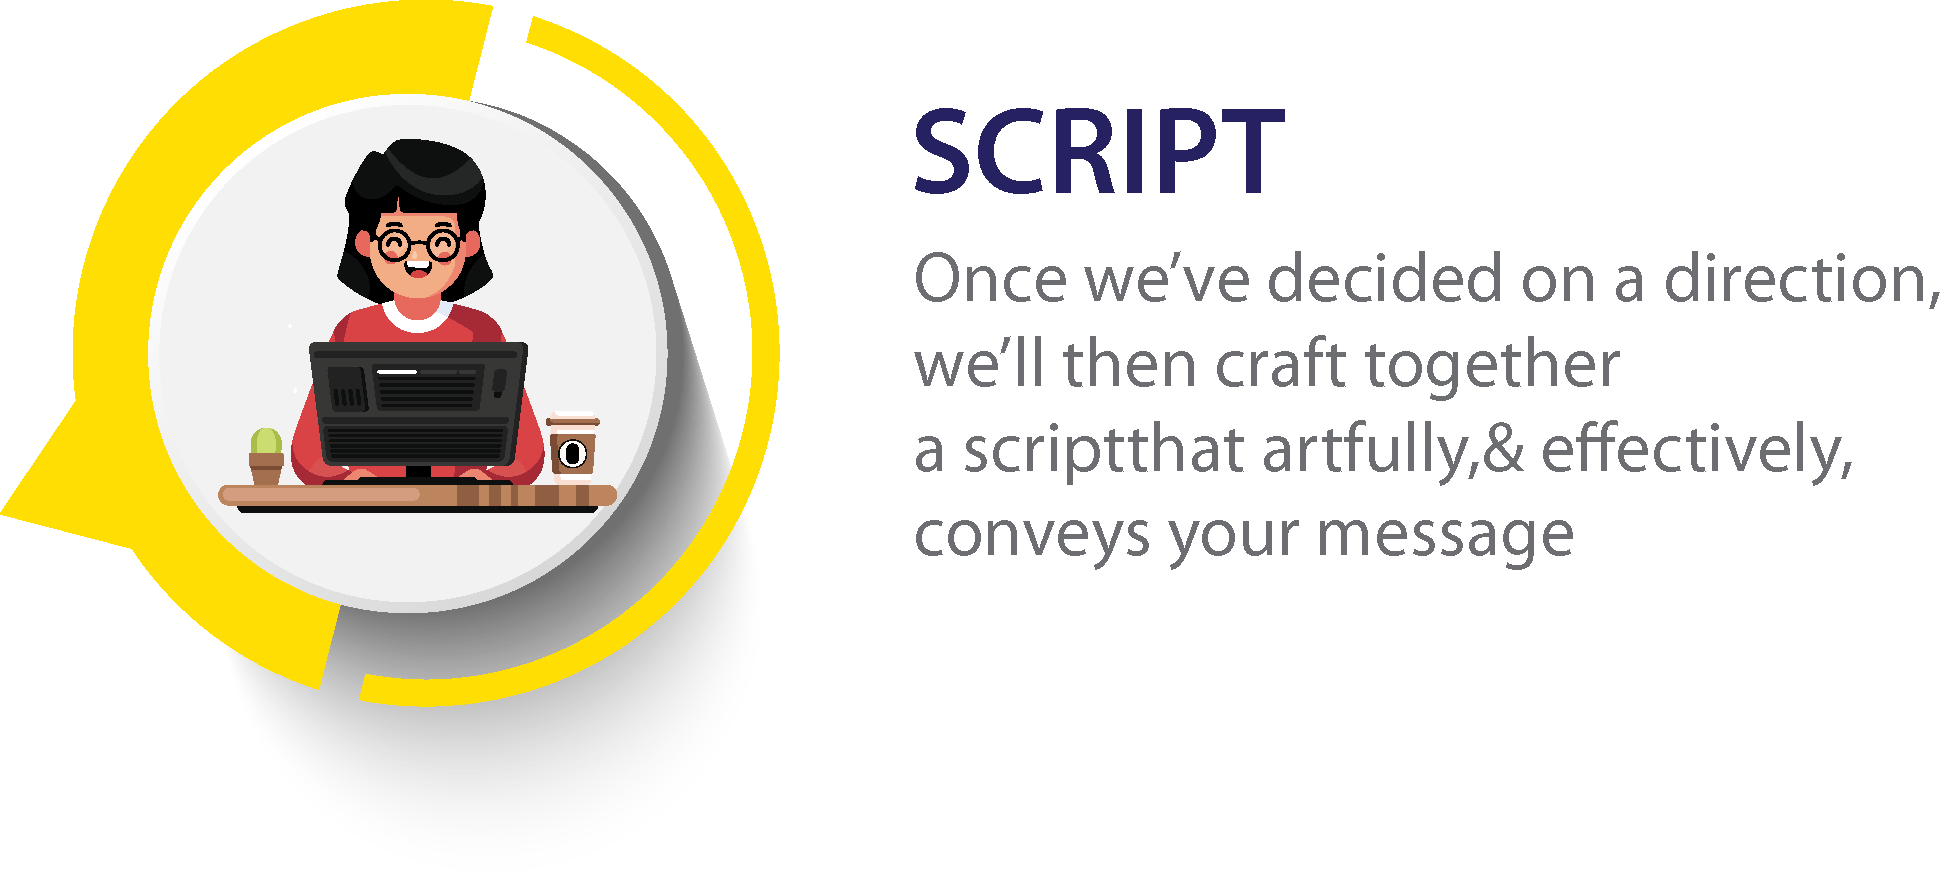 SCRIPT
Once we’ve decided on a direction,
we’ll then craft together
a scriptthat artfully,& effectively,
conveys your message